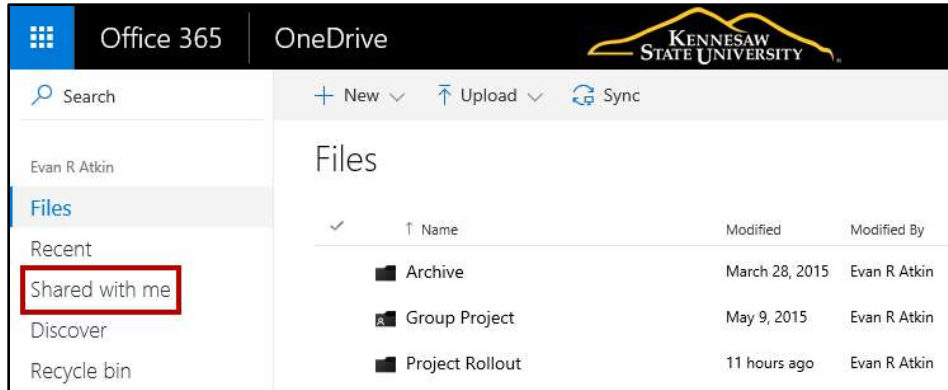 Office 365 OneDrive KENNESAW
STATE UNIVERSITY
Search New Upload Sync
Evan R Atkin
Files
Recent
Shared with me
Discover
Recycle bin
Files
Name Modified Modified By
Archive March 28, 2015 Evan R Atkin
Group Project May 9, 2015 Evan R Atkin
Project Rollout 11 hours ago Evan R Atkin